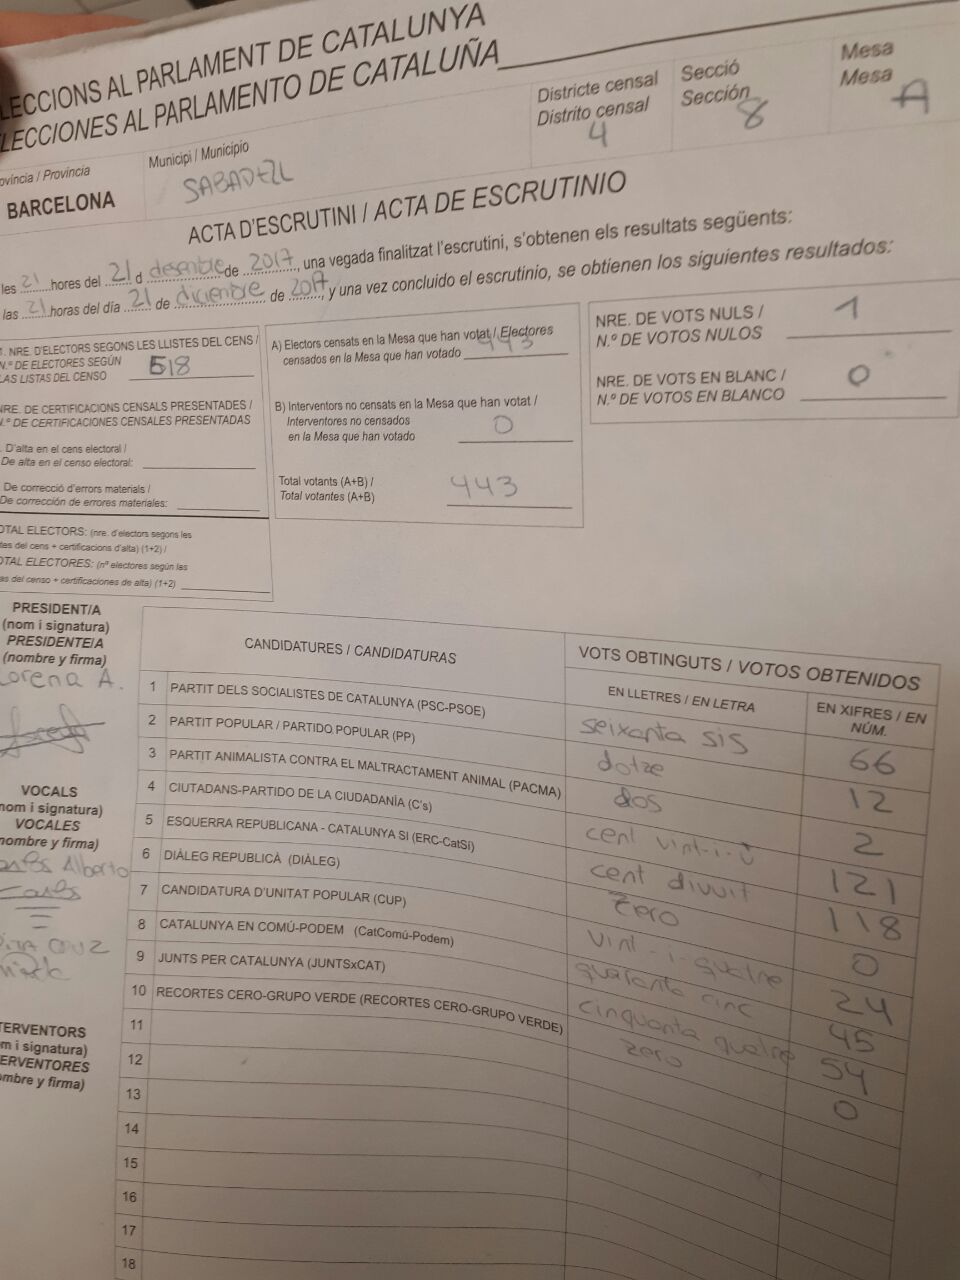 LECCIONS AL PARLAMENT DE CATALUNYA
LECCIONES AL PARLAMENTO DE CATALUÑA
ovíncia / Provincia
BARCELONA
Municipi / Municipio
SABADELL
Districte censal
Distrito censal
4
Secció
Sección
8
Mesa
Mesa
A
ACTA D'ESCRUTINI / ACTA DE ESCRUTINIO
les 21 hores del 21 d desembre de 2017, una vegada finalitzat l'escrutini, s'obtenen els resultats següents:
las 21 horas del día 21 de diciembre de 2017, y una vez concluido el escrutinio, se obtienen los siguientes resultados:
1. NRE. D'ELECTORS SEGONS LES LLISTES DEL CENS /
N.º DE ELECTORES SEGÚN
LAS LISTAS DEL CENSO 518
NRE. DE CERTIFICACIONS CENSALS PRESENTADES /
N.º DE CERTIFICACIONES CENSALES PRESENTADAS
D'alta en el cens electoral /
De alta en el censo electoral:
De correcció d'errors materials /
De corrección de errores materiales:
OTAL ELECTORS: (nre. d'electors segons les
tes del cens + certificacions d'alta) (1+2) /
OTAL ELECTORES: (nº electores según las
as del censo + certificaciones de alta) (1+2)
A) Electors censats en la Mesa que han votat / Electores
censados en la Mesa que han votado 443
B) Interventors no censats en la Mesa que han votat /
Interventores no censados
en la Mesa que han votado 0
Total votants (A+B) /
Total votantes (A+B) 443
NRE. DE VOTS NULS /
N.º DE VOTOS NULOS 1
NRE. DE VOTS EN BLANC /
N.º DE VOTOS EN BLANCO 0
PRESIDENT/A
(nom i signatura)
PRESIDENTE/A
(nombre y firma)
Lorena A.
VOCALS
nom i signatura)
VOCALES
nombre y firma)
Alberto
CRUZ
TERVENTORS
m i signatura)
ERVENTORES
ombre y firma)
CANDIDATURES / CANDIDATURAS
VOTS OBTINGUTS / VOTOS OBTENIDOS
EN LLETRES / EN LETRA
EN XIFRES / EN
NÚM.
1 PARTIT DELS SOCIALISTES DE CATALUNYA (PSC-PSOE) seixanta sis 66
2 PARTIT POPULAR / PARTIDO POPULAR (PP) dotze 12
3 PARTIT ANIMALISTA CONTRA EL MALTRACTAMENT ANIMAL (PACMA) dos 2
4 CIUTADANS-PARTIDO DE LA CIUDADANÍA (C's) cent vint-i-ù 121
5 ESQUERRA REPUBLICANA - CATALUNYA SI (ERC-CatSí) cent divuit 118
6 DIÀLEG REPUBLICÀ (DIÀLEG) zero 0
7 CANDIDATURA D'UNITAT POPULAR (CUP) vint-i-quatre 24
8 CATALUNYA EN COMÚ-PODEM (CatComú-Podem) quaranta cinc 45
9 JUNTS PER CATALUNYA (JUNTSxCAT) cinquanta quatre 54
10 RECORTES CERO-GRUPO VERDE (RECORTES CERO-GRUPO VERDE) zero 0
11
12
13
14
15
16
17
18